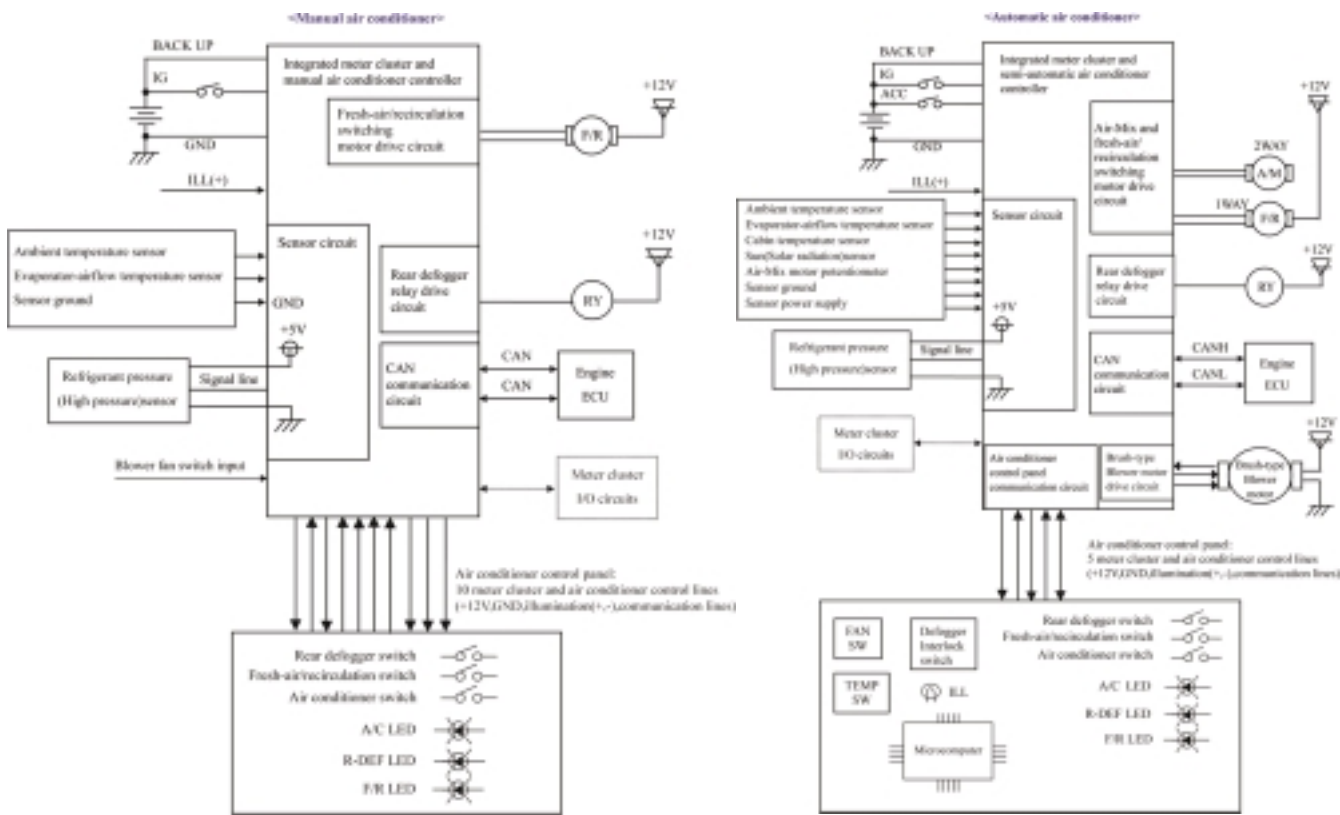 <Manual air conditioner>
BACK UP
IG
GND
ILL(+)
Integrated meter cluster and
manual air conditioner controller
Fresh-air/recirculation
switching
motor drive circuit
F/R
+12V
Ambient temperature sensor
Evaporator-airflow temperature sensor
Sensor ground
Sensor circuit
GND
+5V
Rear defogger
relay drive
circuit
RY
+12V
Refrigerant pressure
(High pressure)sensor
Signal line
CAN
communication
circuit
CAN
CAN
Engine
ECU
Blower fan switch input
Meter cluster
I/O circuits
Air conditioner control panel:
10 meter cluster and air conditioner control lines
(+12V,GND,illumination(+,-),communication lines)
Rear defogger switch
Fresh-air/recirculation switch
Air conditioner switch
A/C LED
R-DEF LED
F/R LED
<Automatic air conditioner>
BACK UP
IG
ACC
GND
ILL(+)
Integrated meter cluster and
semi-automatic air conditioner
controller
Air-Mix and
fresh-air/
recirculation
switching
motor drive
circuit
+12V
2WAY
A/M
1WAY
F/R
Ambient temperature sensor
Evaporator-airflow temperature sensor
Cabin temperature sensor
Sun(Solar radiation)sensor
Air-Mix motor potentiometer
Sensor ground
Sensor power supply
Sensor circuit
+5V
Rear defogger
relay drive
circuit
RY
+12V
Refrigerant pressure
(High pressure)sensor
Signal line
CAN
communication
circuit
CANH
CANL
Engine
ECU
Meter cluster
I/O circuits
Air conditioner
control panel
communication circuit
Brush-type
Blower motor
drive circuit
Brush-type
Blower
motor
+12V
Air conditioner control panel:
5 meter cluster and air conditioner control lines
(+12V,GND,illumination(+,-),communication lines)
FAN
SW
Defogger
Interlock
switch
TEMP
SW
ILL
Microcomputer
Rear defogger switch
Fresh-air/recirculation switch
Air conditioner switch
A/C LED
R-DEF LED
F/R LED